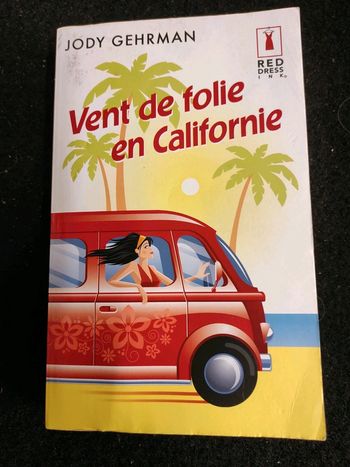 JODY GEHRMAN
RED
DRESS
INK®
Vent de folie
en Californie